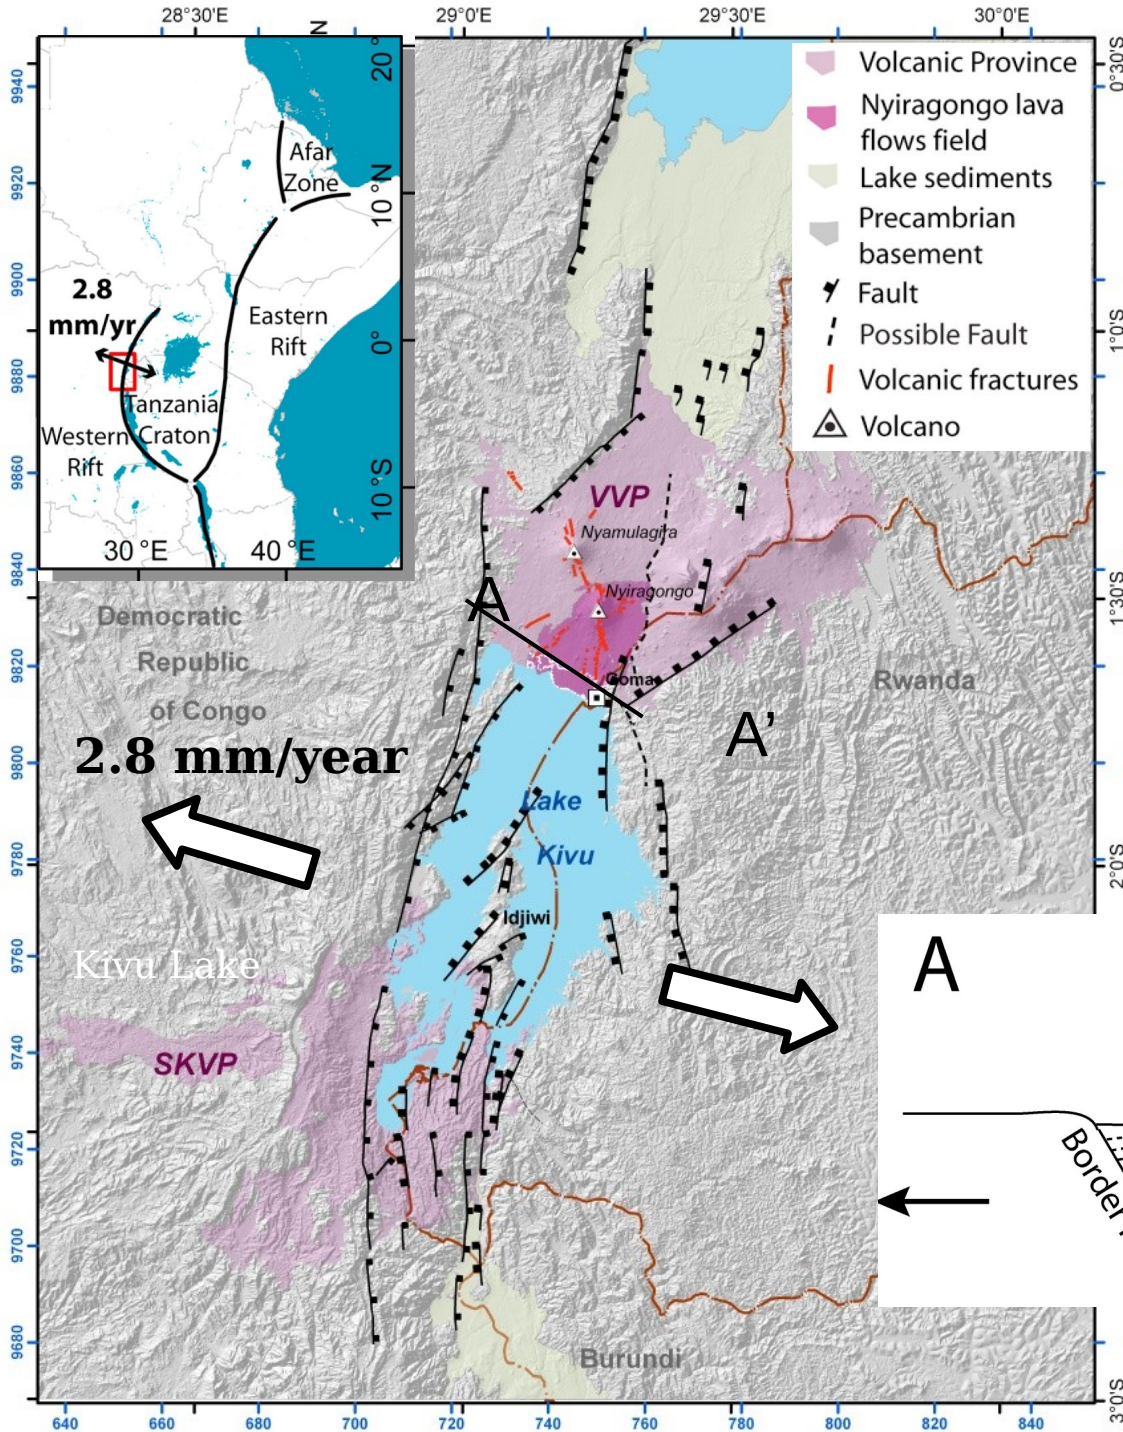 28°30'E
29°0'E
29°30'E
30°0'E
N
20°
10°N
0°
10°S
Afar
Zone
2.8
mm/yr
Eastern
Rift
Tanzania
Craton
Western
Rift
30 °E
40 °E
Volcanic Province
Nyiragongo lava
flows field
Lake sediments
Precambrian
basement
Fault
Possible Fault
Volcanic fractures
Volcano
0°30'S
1°0'S
1°30'S
2°0'S
3°0'S
9940
9920
9900
9880
9860
9840
9820
9800
9780
9760
9740
9720
9700
9680
VVP
Nyamulagira
Nyiragongo
A
Goma
A’
Democratic
Republic
of Congo
Rwanda
2.8 mm/year
Lake
Kivu
Idjiwi
Kivu Lake
SKVP
Burundi
A
Border
640
660
680
700
720
740
760
780
800
820
840